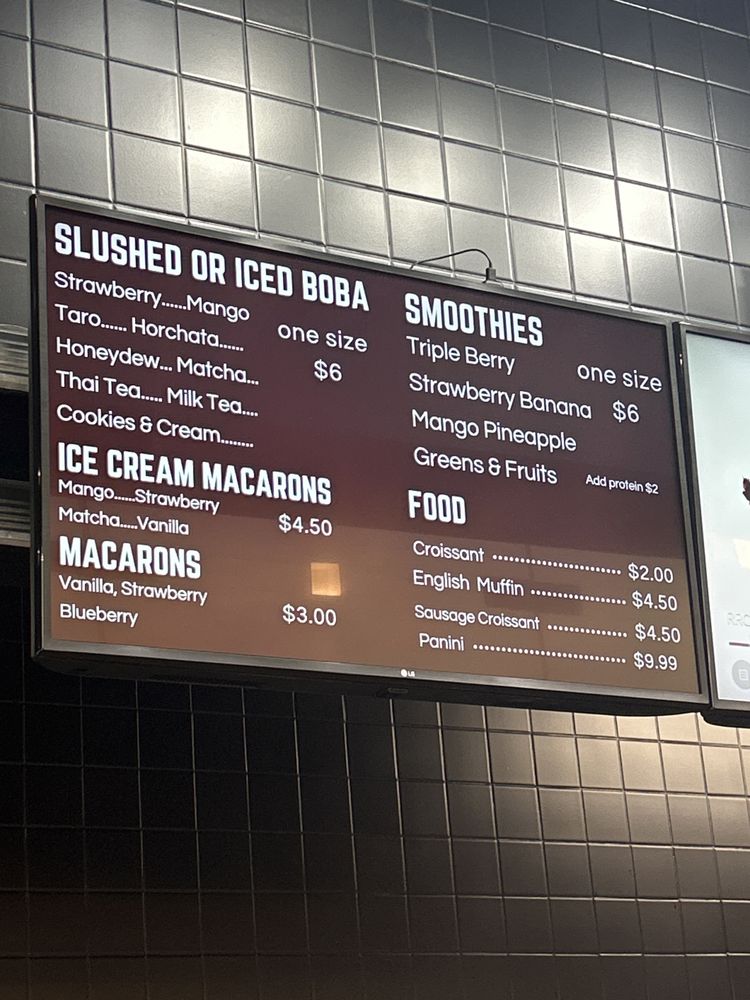 SLUSHED OR ICED BOBA
Strawberry......Mango
Taro...... Horchata......
Honeydew... Matcha...
Thai Tea..... Milk Tea....
Cookies & Cream........
one size
$6
ICE CREAM MACARONS
Mango......Strawberry
Matcha.....Vanilla
$4.50
MACARONS
Vanilla, Strawberry
Blueberry
$3.00
SMOOTHIES
Triple Berry
Strawberry Banana
Mango Pineapple
Greens & Fruits
one size
$6
Add protein $2
FOOD
Croissant ........................ $2.00
English Muffin .................. $4.50
Sausage Croissant ............... $4.50
Panini ............................. $9.99
LG